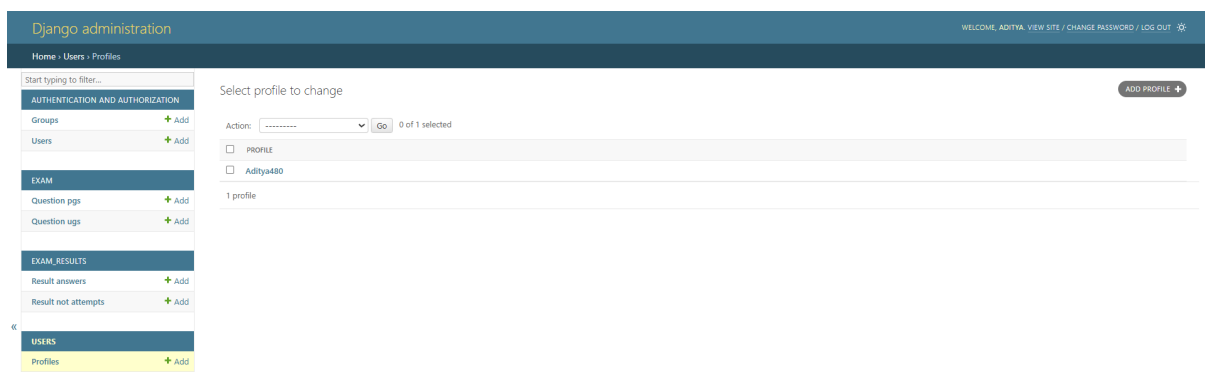 Django administration
WELCOME, ADITYA. VIEW SITE / CHANGE PASSWORD / LOG OUT
Home › Users › Profiles
Start typing to filter...
AUTHENTICATION AND AUTHORIZATION
Groups + Add
Users + Add
EXAM
Question pgs + Add
Question ugs + Add
EXAM_RESULTS
Result answers + Add
Result not attempts + Add
«
USERS
Profiles + Add
Select profile to change
ADD PROFILE +
Action: --------- Go 0 of 1 selected
PROFILE
Aditya480
1 profile